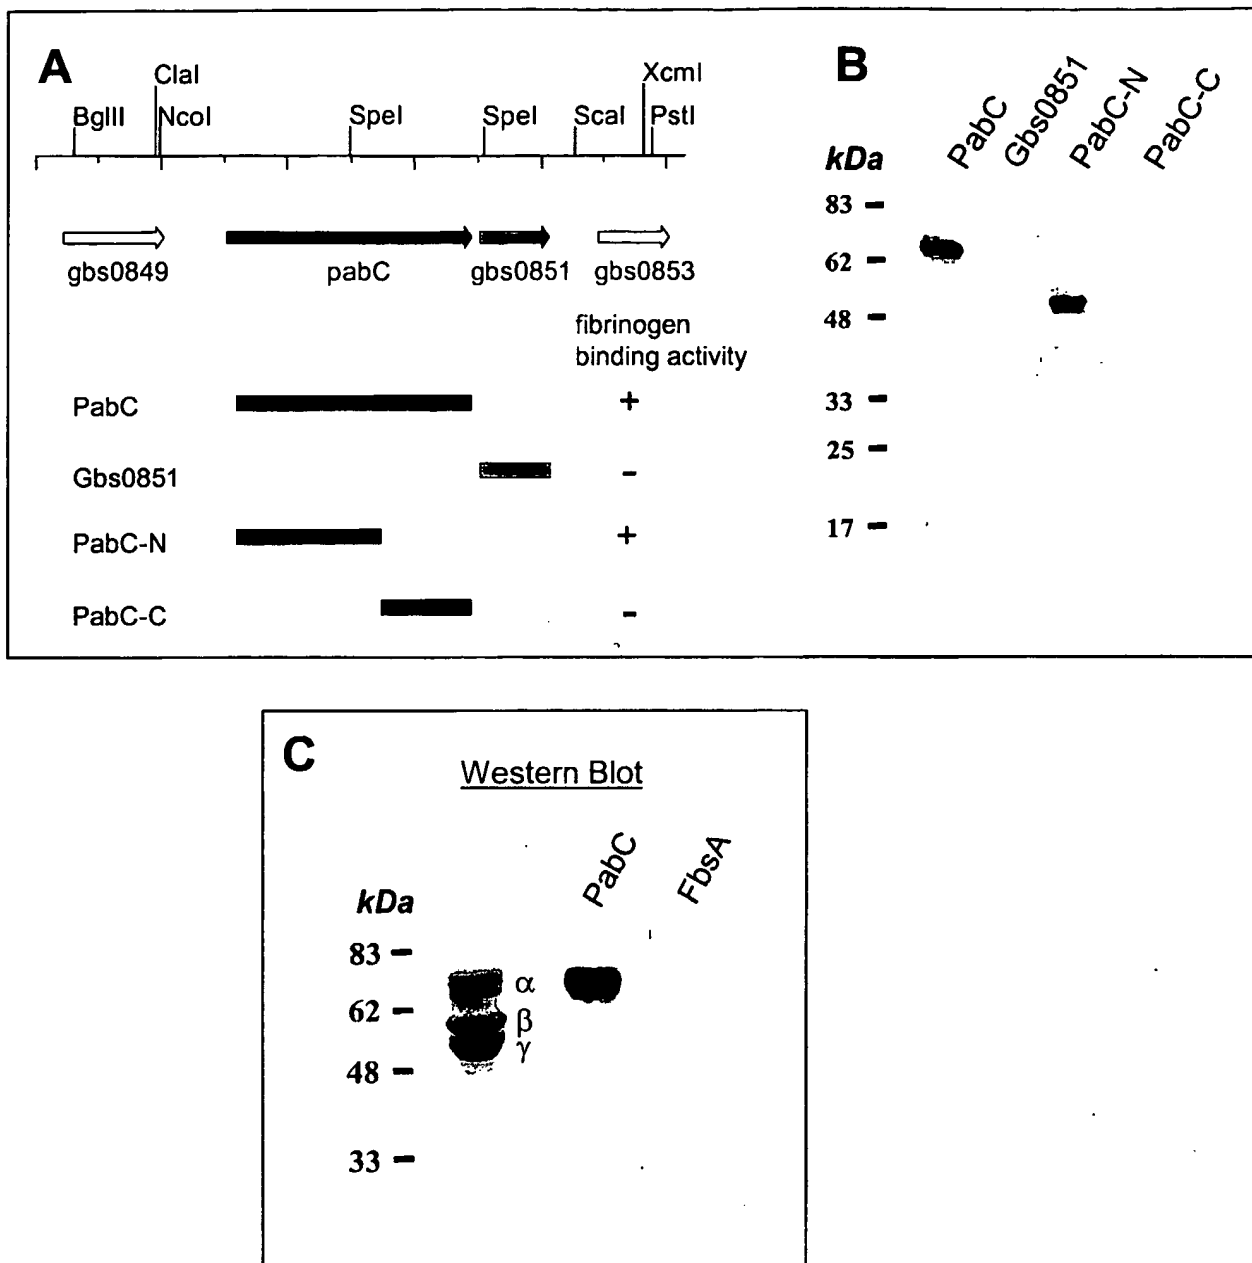 A
ClaI
XcmI
BglII
NcoI
SpeI
SpeI
ScaI
PstI
gbs0849
pabC
gbs0851
gbs0853
fibrinogen
binding activity
PabC
+
Gbs0851
-
PabC-N
+
PabC-C
-
B
PabC
Gbs0851
PabC-N
PabC-C
kDa
83
62
48
33
25
17
C
Western Blot
PabC
FbsA
kDa
83
α
62
β
γ
48
33